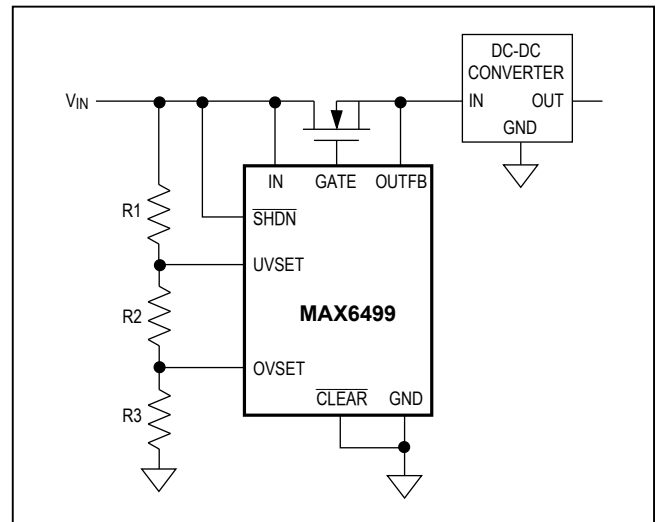 DC-DC
CONVERTER
IN OUT
GND
VIN
IN GATE OUTFB
R1
SHDN
UVSET
MAX6499
R2
OVSET
CLEAR GND
R3